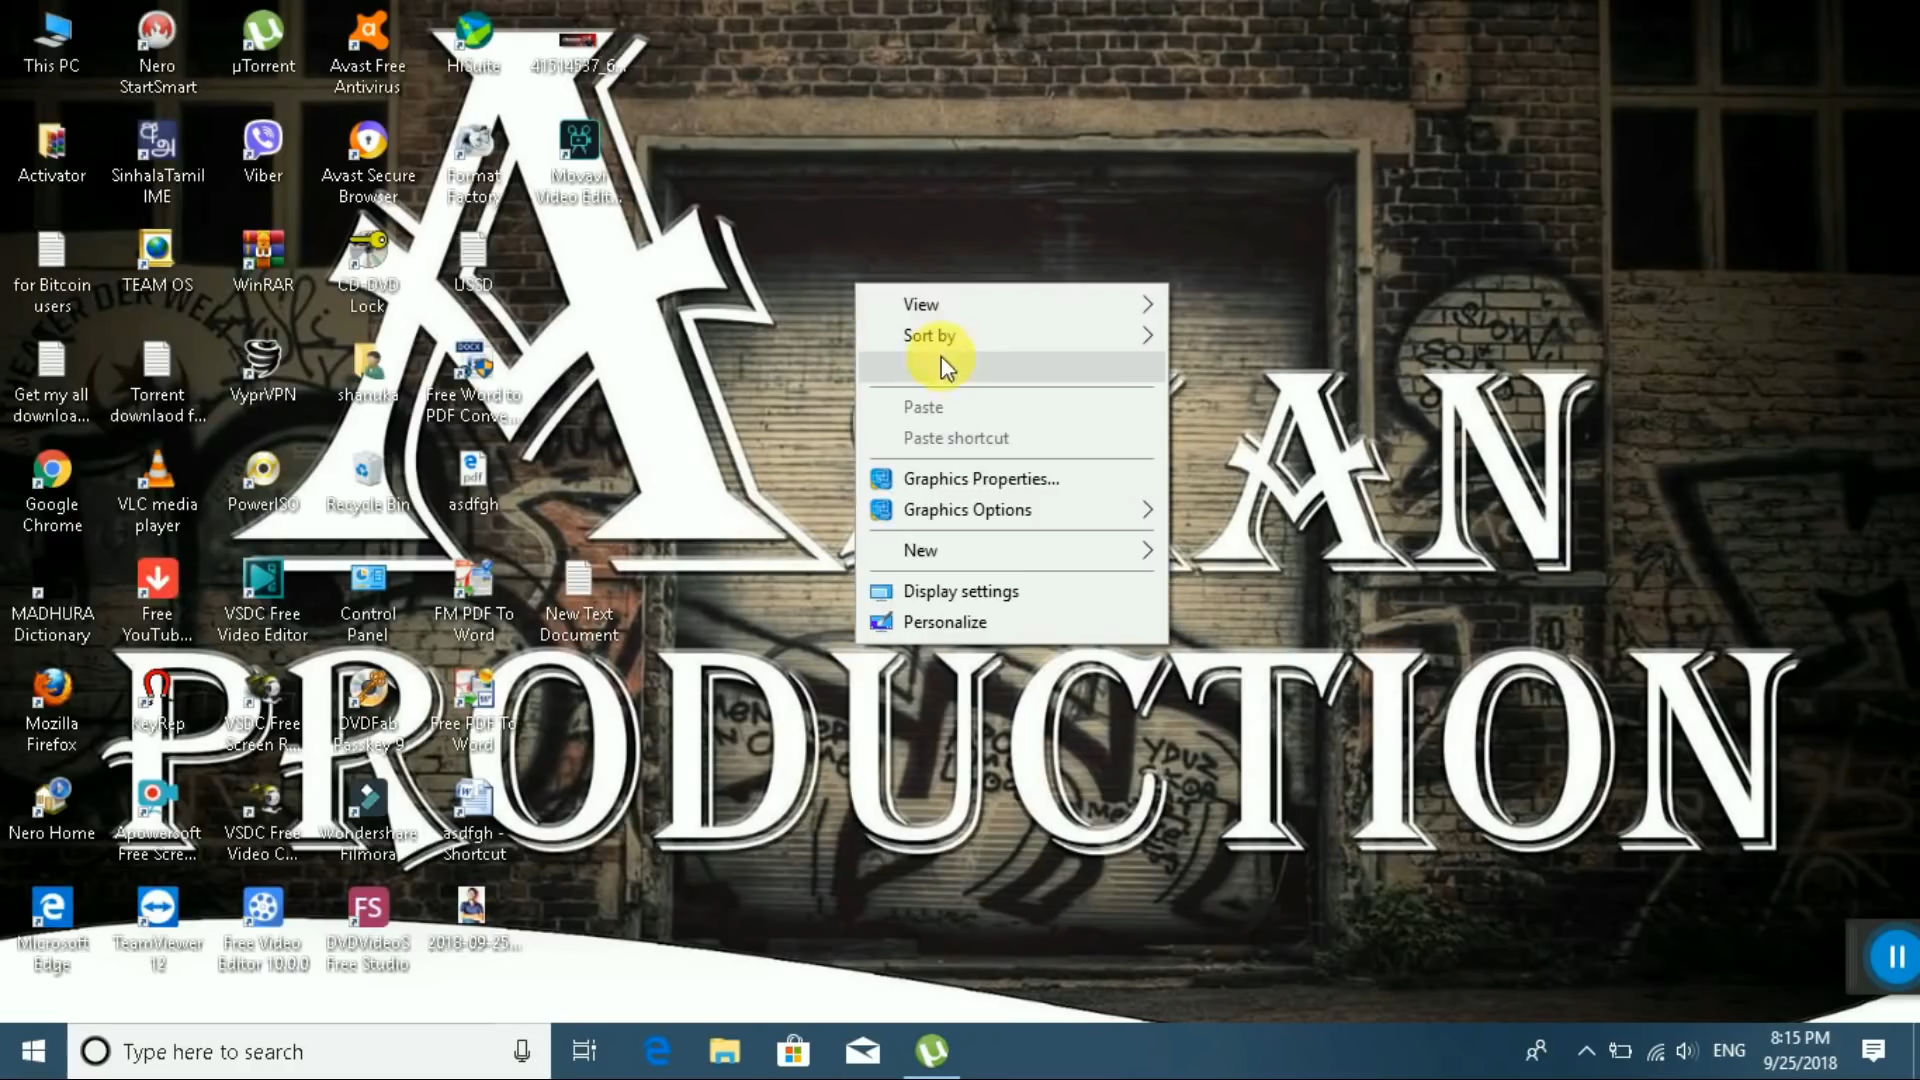 This PC
Nero
StartSmart
µTorrent
Avast Free
Antivirus
HiSuite
41514537_6...
Activator
SinhalaTamil
IME
Viber
Avast Secure
Browser
Format
Factory
Movavi
Video Edit...
for Bitcoin
users
TEAM OS
WinRAR
CD-DVD
Lock
USSD
Get my all
downloa...
Torrent
downlaod f...
VyprVPN
shanuka
Free Word to
PDF Conve...
Google
Chrome
VLC media
player
PowerISO
Recycle Bin
asdfgh
MADHURA
Dictionary
Free
YouTub...
VSDC Free
Video Editor
Control
Panel
FM PDF To
Word
New Text
Document
Mozilla
Firefox
KeyRep
VSDC Free
Screen R...
DVDFab
Passkey 9
Free PDF To
Word
Nero Home
Apowersoft
Free Scre...
VSDC Free
Video C...
Wondershare
Filmora
asdfgh -
Shortcut
Microsoft
Edge
TeamViewer
12
Free Video
Editor 10.0.0
DVDVideoS
Free Studio
2018-09-25...
View
Sort by
Paste
Paste shortcut
Graphics Properties...
Graphics Options
New
Display settings
Personalize
AN
PRODUCTION
Type here to search
ENG
8:15 PM
9/25/2018